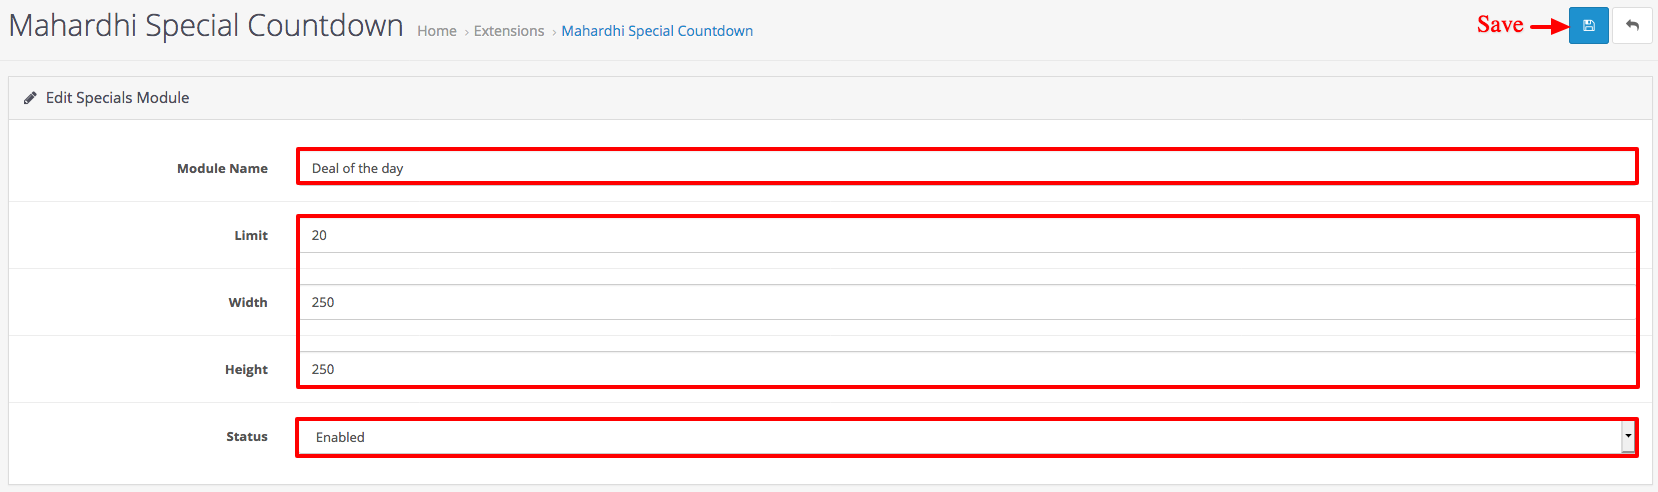 Mahardhi Special Countdown Home › Extensions › Mahardhi Special Countdown Save
Edit Specials Module
Module Name Deal of the day
Limit 20
Width 250
Height 250
Status Enabled